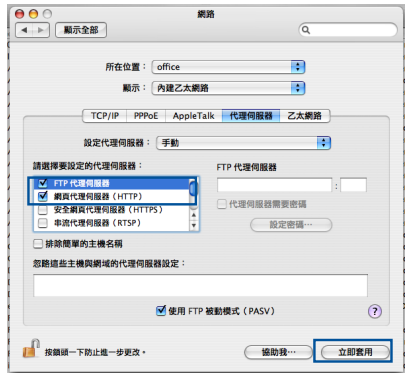 網路
顯示全部
所在位置： office
顯示： 內建乙太網路
TCP/IP PPPoE AppleTalk 代理伺服器 乙太網路
設定代理伺服器： 手動
請選擇要設定的代理伺服器：
FTP 代理伺服器
網頁代理伺服器（HTTP）
安全網頁代理伺服器（HTTPS）
串流代理伺服器（RTSP）
FTP 代理伺服器
:
代理伺服器需要密碼
設定密碼⋯
排除簡單的主機名稱
忽略這些主機與網域的代理伺服器設定：
使用 FTP 被動模式（PASV）
?
按鎖頭一下防止進一步更改。
協助我⋯
立即套用